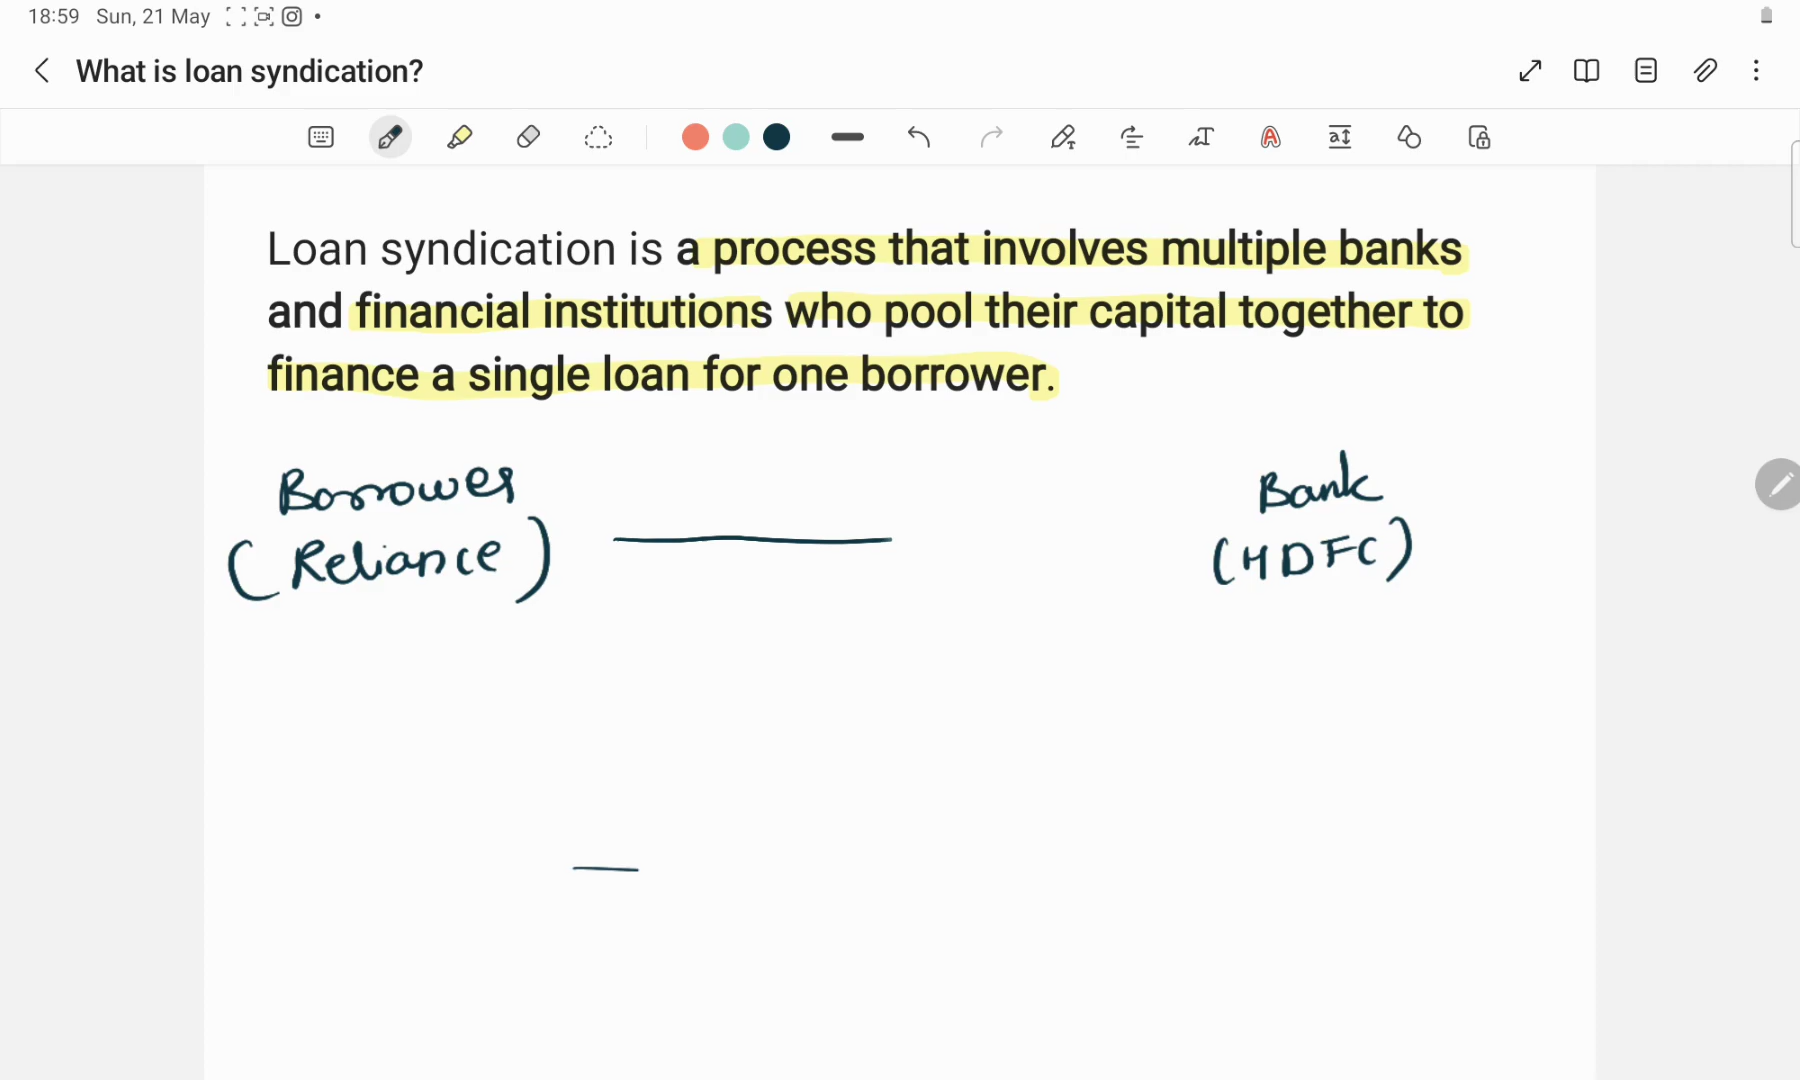 18:59 Sun, 21 May
What is loan syndication?
Loan syndication is a process that involves multiple banks
and financial institutions who pool their capital together to
finance a single loan for one borrower.
Borrower
Bank
(Reliance)
(HDFC)